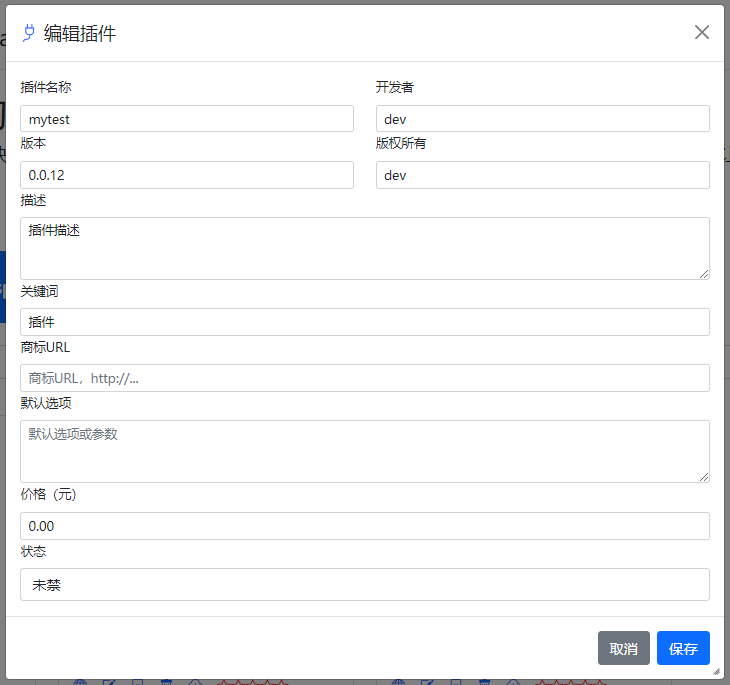 编辑插件
插件名称 开发者
mytest dev
版本 版权所有
0.0.12 dev
描述
插件描述
关键词
插件
商标URL
商标URL，http://...
默认选项
默认选项或参数
价格（元）
0.00
状态
未禁
取消 保存